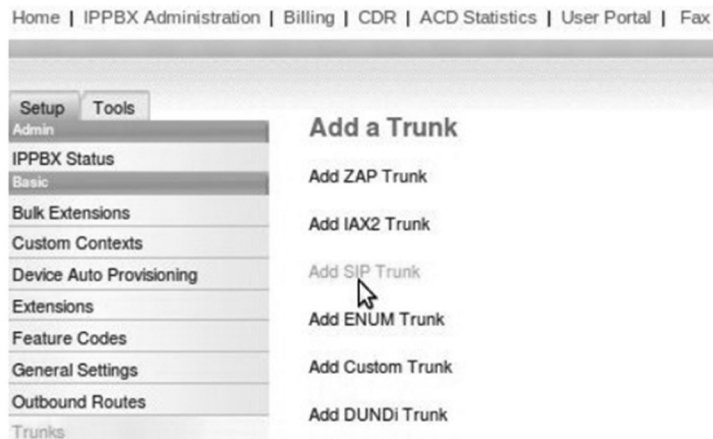 Home | IPPBX Administration | Billing | CDR | ACD Statistics | User Portal | Fax
Setup
Tools
Admin
IPPBX Status
Basic
Bulk Extensions
Custom Contexts
Device Auto Provisioning
Extensions
Feature Codes
General Settings
Outbound Routes
Trunks
Add a Trunk
Add ZAP Trunk
Add IAX2 Trunk
Add SIP Trunk
Add ENUM Trunk
Add Custom Trunk
Add DUNDi Trunk